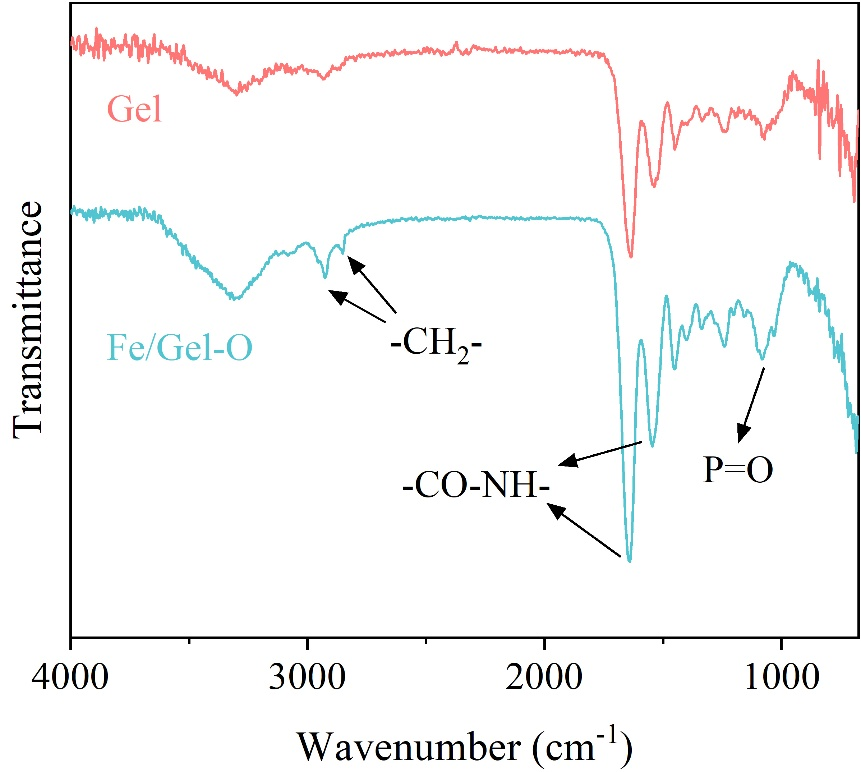 Gel
Fe/Gel-O
-CH₂-
-CO-NH-
P=O
Transmittance
4000 3000 2000 1000
Wavenumber (cm⁻¹)